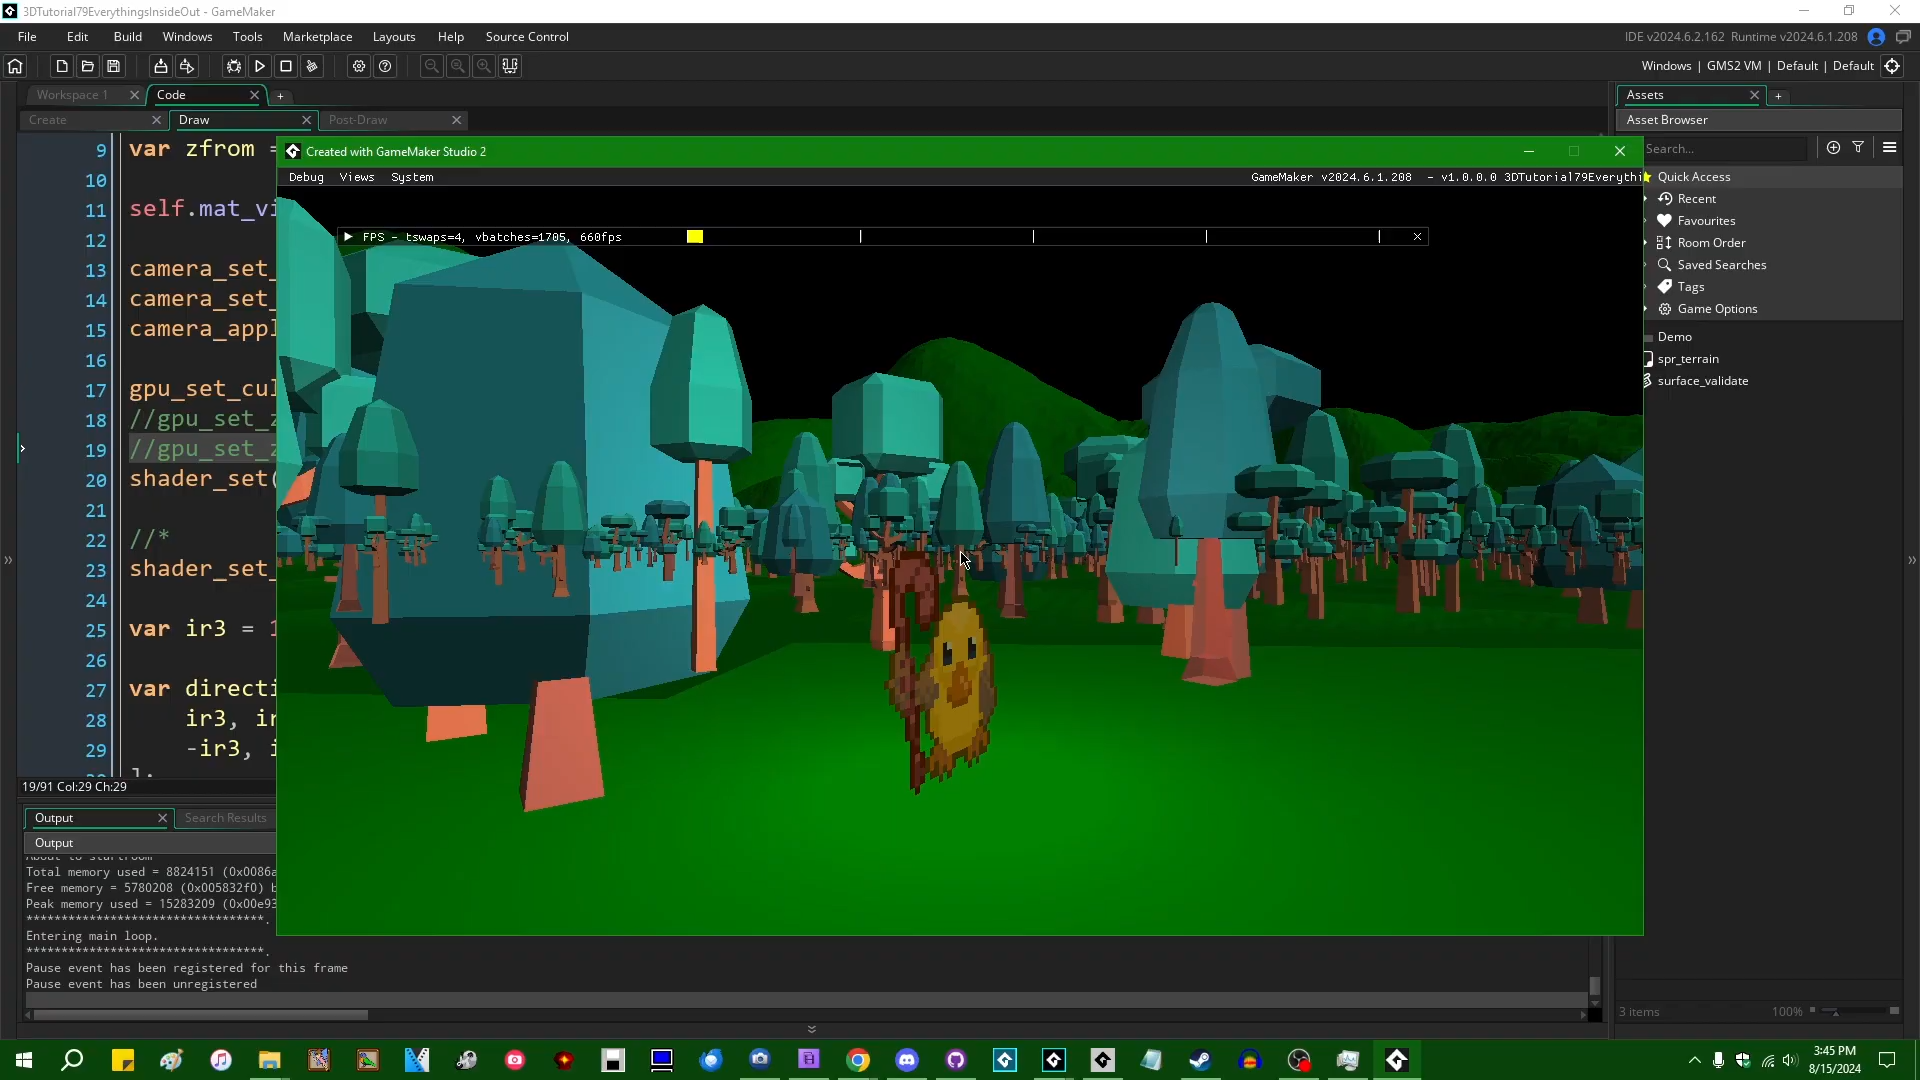 3DTutorial79EverythingsInsideOut - GameMaker
File Edit Build Windows Tools Marketplace Layouts Help Source Control
IDE v2024.6.2.162 Runtime v2024.6.1.208
Windows | GMS2 VM | Default | Default
Workspace 1 Code
Create Draw Post-Draw
9 var zfrom =
10
11 self.mat_vi
12
13 camera_set_
14 camera_set_
15 camera_appl
16
17 gpu_set_cul
18 //gpu_set_z
19 //gpu_set_z
20 shader_set(
21
22 //*
23 shader_set_
24
25 var ir3 = 1
26
27 var directi
28 ir3, ir
29 -ir3, i
19/91 Col:29 Ch:29
Created with GameMaker Studio 2
Debug Views System
GameMaker v2024.6.1.208 - v1.0.0.0 3DTutorial79Everythi
FPS - tswaps=4, vbatches=1705, 660fps
Assets
Asset Browser
Search...
Quick Access
Recent
Favourites
Room Order
Saved Searches
Tags
Game Options
Demo
spr_terrain
surface_validate
3 items 100%
Output Search Results
Output
About to startroom
Total memory used = 8824151 (0x0086a
Free memory = 5780208 (0x005832f0) b
Peak memory used = 15283209 (0x00e93
**********************************.
Entering main loop.
**********************************.
Pause event has been registered for this frame
Pause event has been unregistered
3:45 PM
8/15/2024